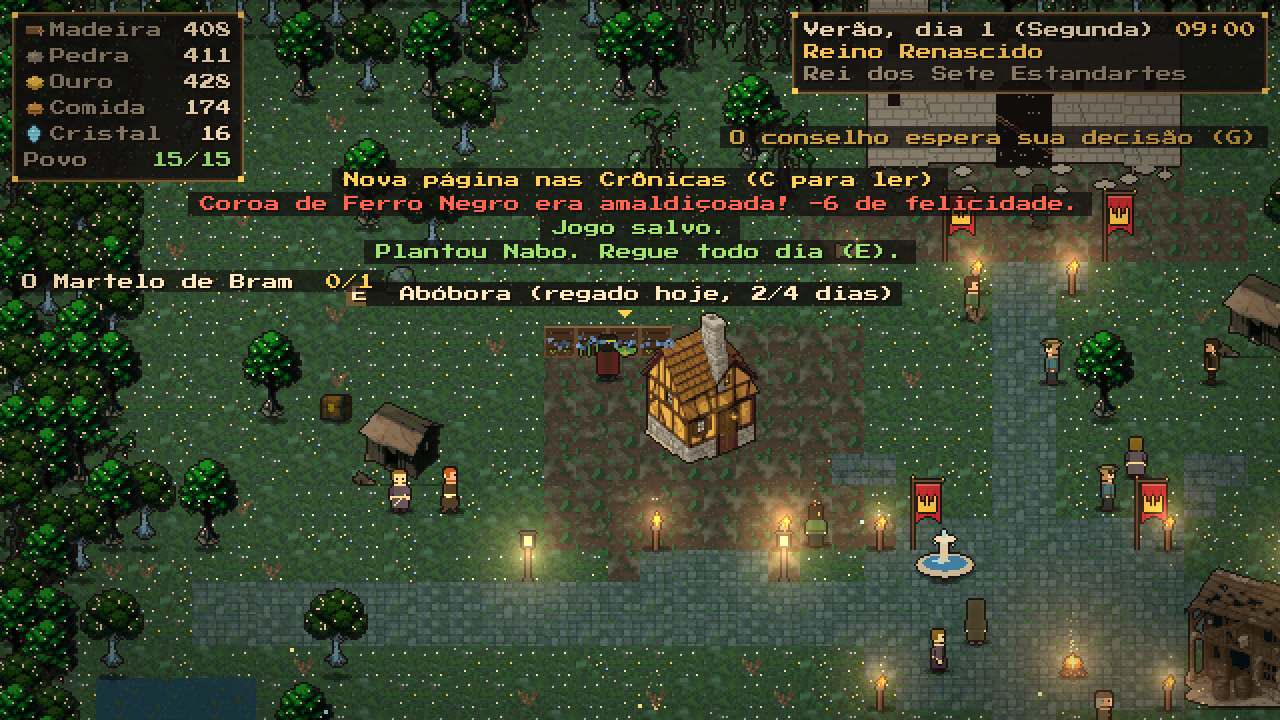 Madeira 408
Pedra 411
Ouro 428
Comida 174
Cristal 16
Povo 15/15
Verão, dia 1 (Segunda) 09:00
Reino Renascido
Rei dos Sete Estandartes
O conselho espera sua decisão (G)
Nova página nas Crônicas (C para ler)
Coroa de Ferro Negro era amaldiçoada! -6 de felicidade.
Jogo salvo.
Plantou Nabo. Regue todo dia (E).
O Martelo de Bram 0/1
E Abóbora (regado hoje, 2/4 dias)